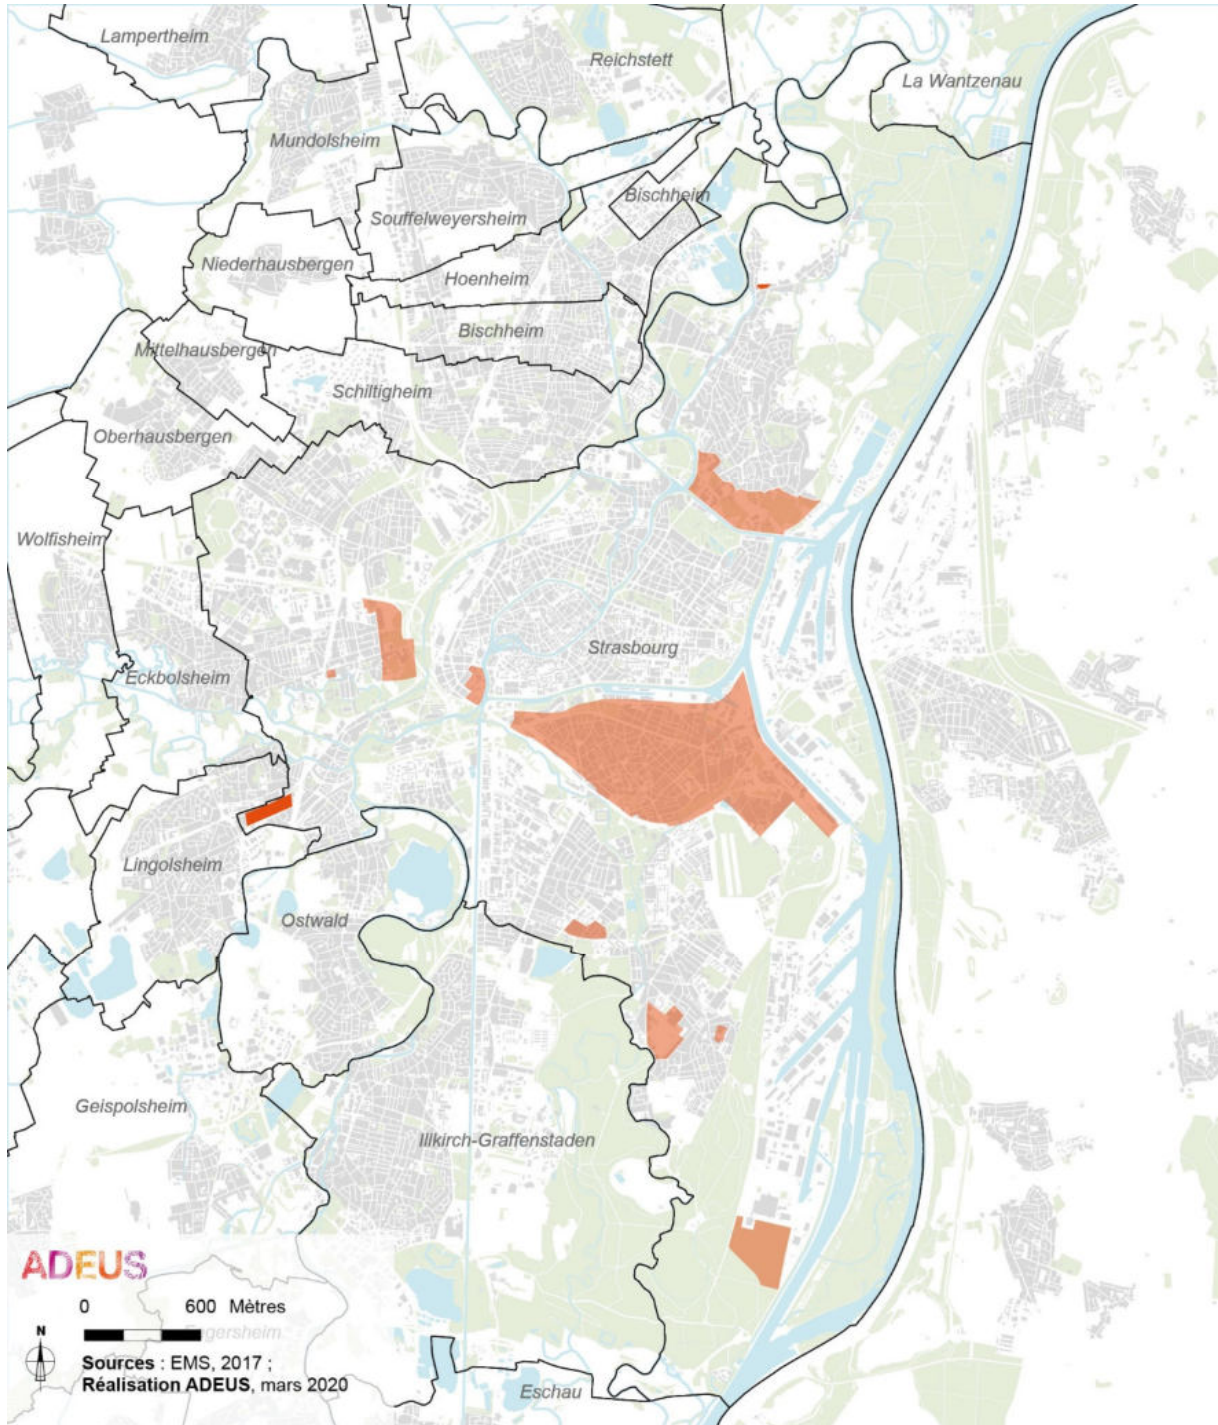 Lampertheim
Reichstett
La Wantzenau
Mundolsheim
Bischheim
Souffelweyersheim
Niederhausbergen
Hoenheim
Bischheim
Mittelhausbergen
Schiltigheim
Oberhausbergen
Wolfisheim
Strasbourg
Eckbolsheim
Lingolsheim
Ostwald
Geispolsheim
Illkirch-Graffenstaden
ADEUS
0 600 Mètres
N
Sources : EMS, 2017 ;
Réalisation ADEUS, mars 2020
Eschau